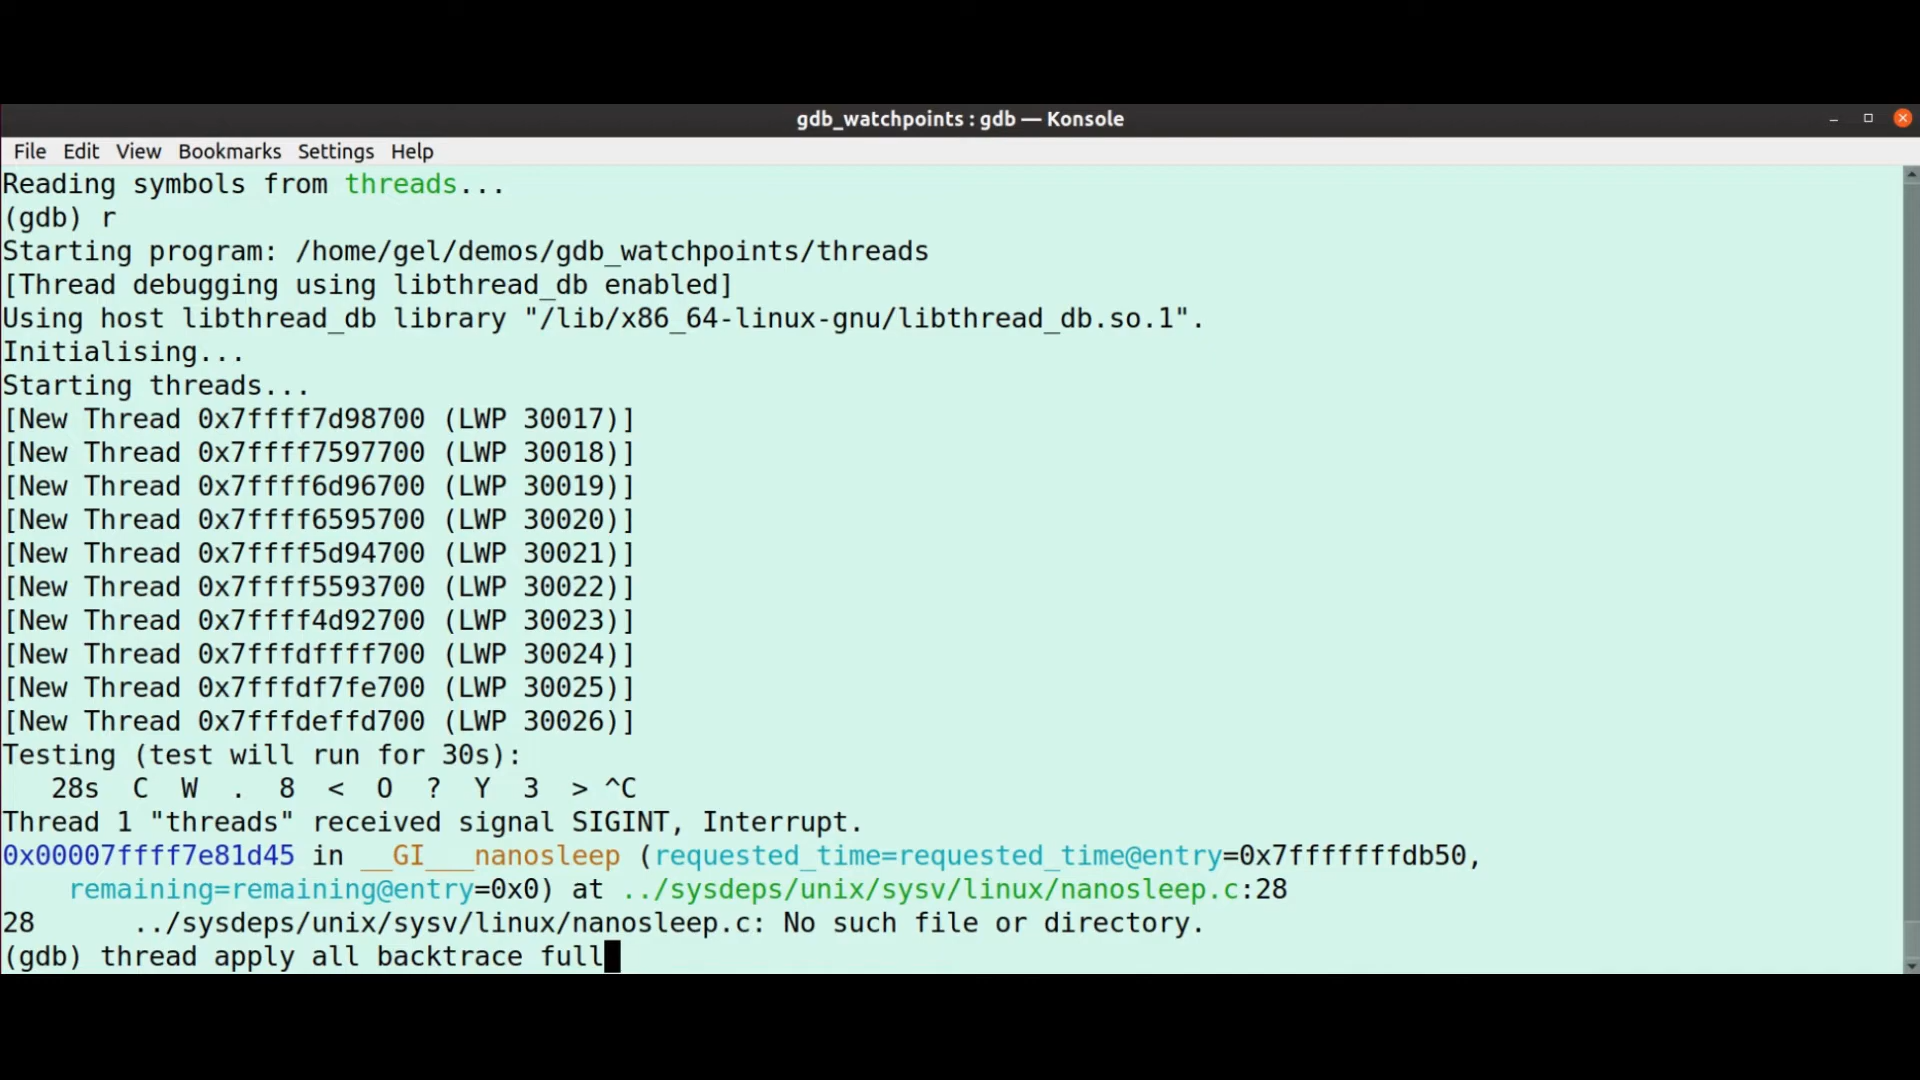 gdb_watchpoints : gdb — Konsole
File Edit View Bookmarks Settings Help
Reading symbols from threads...
(gdb) r
Starting program: /home/gel/demos/gdb_watchpoints/threads
[Thread debugging using libthread_db enabled]
Using host libthread_db library "/lib/x86_64-linux-gnu/libthread_db.so.1".
Initialising...
Starting threads...
[New Thread 0x7ffff7d98700 (LWP 30017)]
[New Thread 0x7ffff7597700 (LWP 30018)]
[New Thread 0x7ffff6d96700 (LWP 30019)]
[New Thread 0x7ffff6595700 (LWP 30020)]
[New Thread 0x7ffff5d94700 (LWP 30021)]
[New Thread 0x7ffff5593700 (LWP 30022)]
[New Thread 0x7ffff4d92700 (LWP 30023)]
[New Thread 0x7fffdffff700 (LWP 30024)]
[New Thread 0x7fffdf7fe700 (LWP 30025)]
[New Thread 0x7fffdeffd700 (LWP 30026)]
Testing (test will run for 30s):
   28s  C  W  .  8  <  O  ?  Y  3  > ^C
Thread 1 "threads" received signal SIGINT, Interrupt.
0x00007ffff7e81d45 in __GI___nanosleep (requested_time=requested_time@entry=0x7fffffffdb50,
    remaining=remaining@entry=0x0) at ../sysdeps/unix/sysv/linux/nanosleep.c:28
28      ../sysdeps/unix/sysv/linux/nanosleep.c: No such file or directory.
(gdb) thread apply all backtrace full